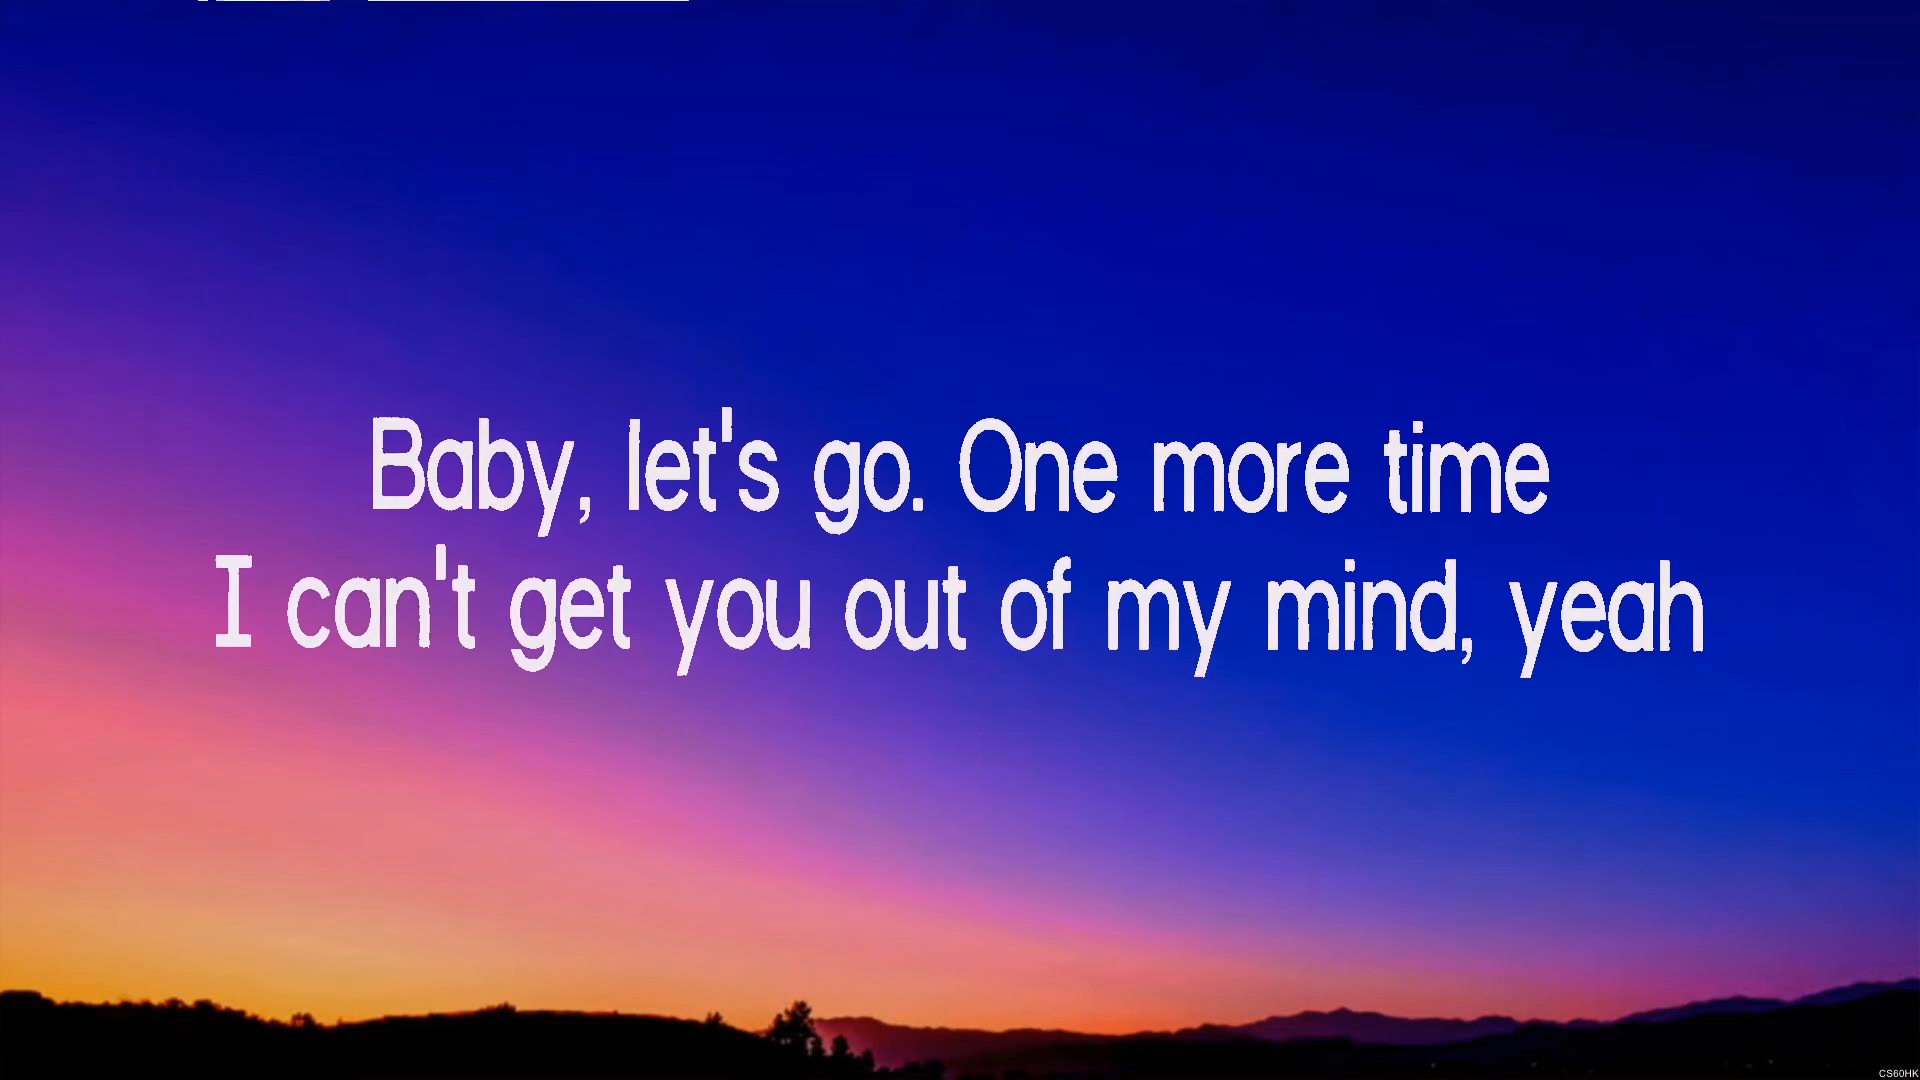 Baby, let's go. One more time
I can't get you out of my mind, yeah
CS60HK